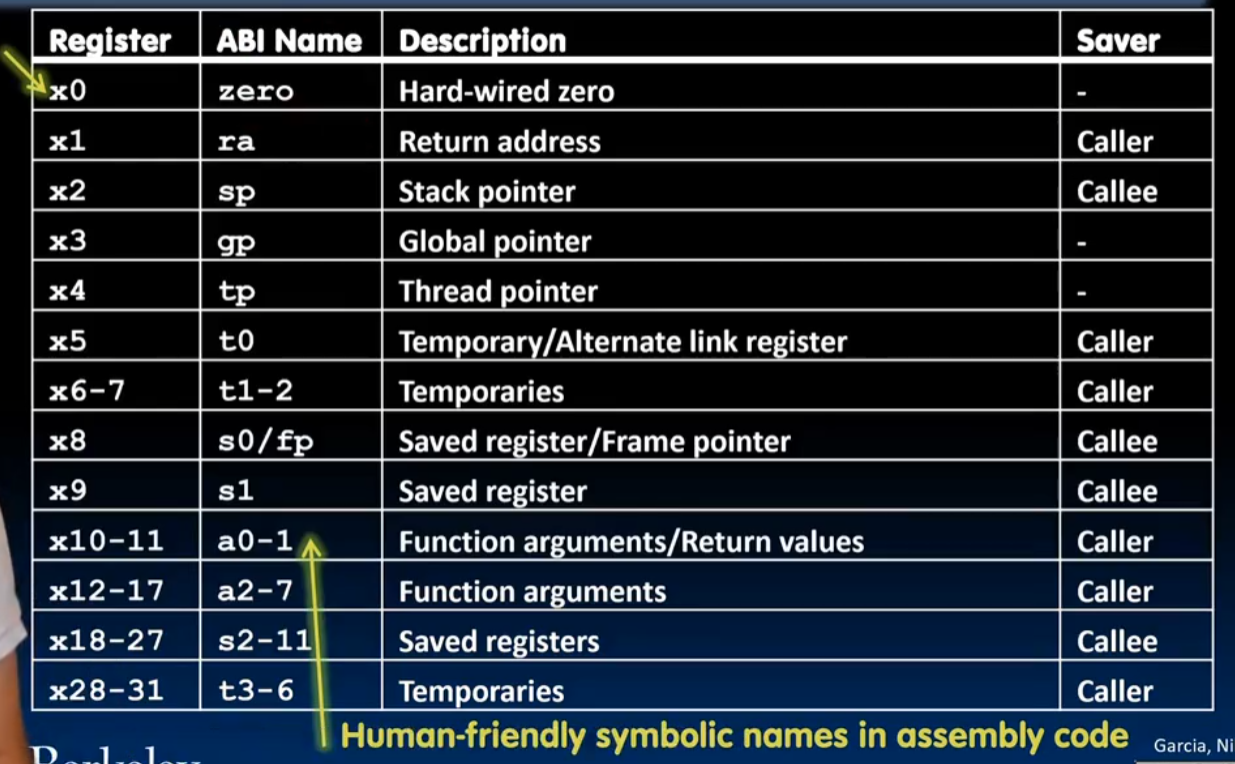 Register ABI Name Description Saver
x0 zero Hard-wired zero -
x1 ra Return address Caller
x2 sp Stack pointer Callee
x3 gp Global pointer -
x4 tp Thread pointer -
x5 t0 Temporary/Alternate link register Caller
x6-7 t1-2 Temporaries Caller
x8 s0/fp Saved register/Frame pointer Callee
x9 s1 Saved register Callee
x10-11 a0-1 Function arguments/Return values Caller
x12-17 a2-7 Function arguments Caller
x18-27 s2-11 Saved registers Callee
x28-31 t3-6 Temporaries Caller
Human-friendly symbolic names in assembly code
Berkeley
Garcia, Ni